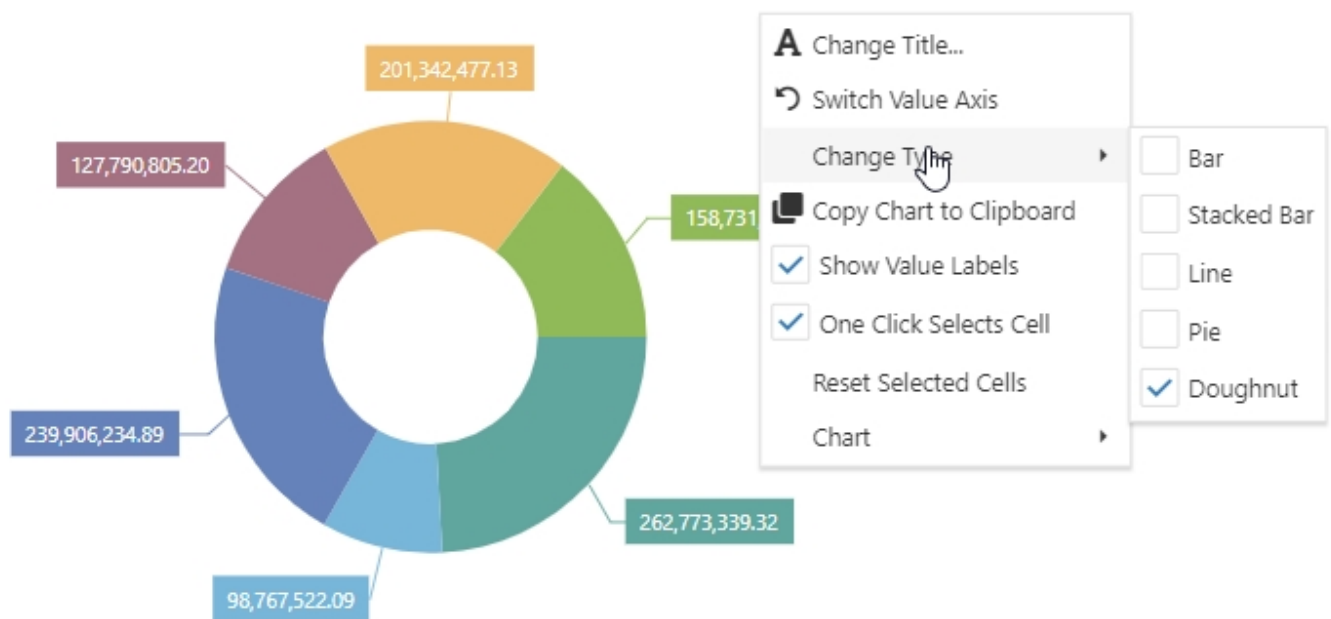 201,342,477.13
127,790,805.20
158,731,
239,906,234.89
262,773,339.32
98,767,522.09
Change Title...
Switch Value Axis
Change Type
Copy Chart to Clipboard
Show Value Labels
One Click Selects Cell
Reset Selected Cells
Chart
Bar
Stacked Bar
Line
Pie
Doughnut